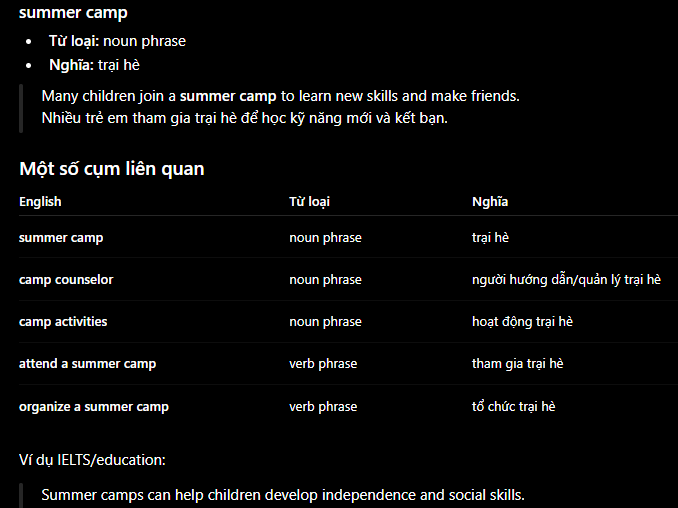 summer camp
Từ loại: noun phrase
Nghĩa: trại hè
Many children join a summer camp to learn new skills and make friends.
Nhiều trẻ em tham gia trại hè để học kỹ năng mới và kết bạn.
Một số cụm liên quan
English Từ loại Nghĩa
summer camp noun phrase trại hè
camp counselor noun phrase người hướng dẫn/quản lý trại hè
camp activities noun phrase hoạt động trại hè
attend a summer camp verb phrase tham gia trại hè
organize a summer camp verb phrase tổ chức trại hè
Ví dụ IELTS/education:
Summer camps can help children develop independence and social skills.